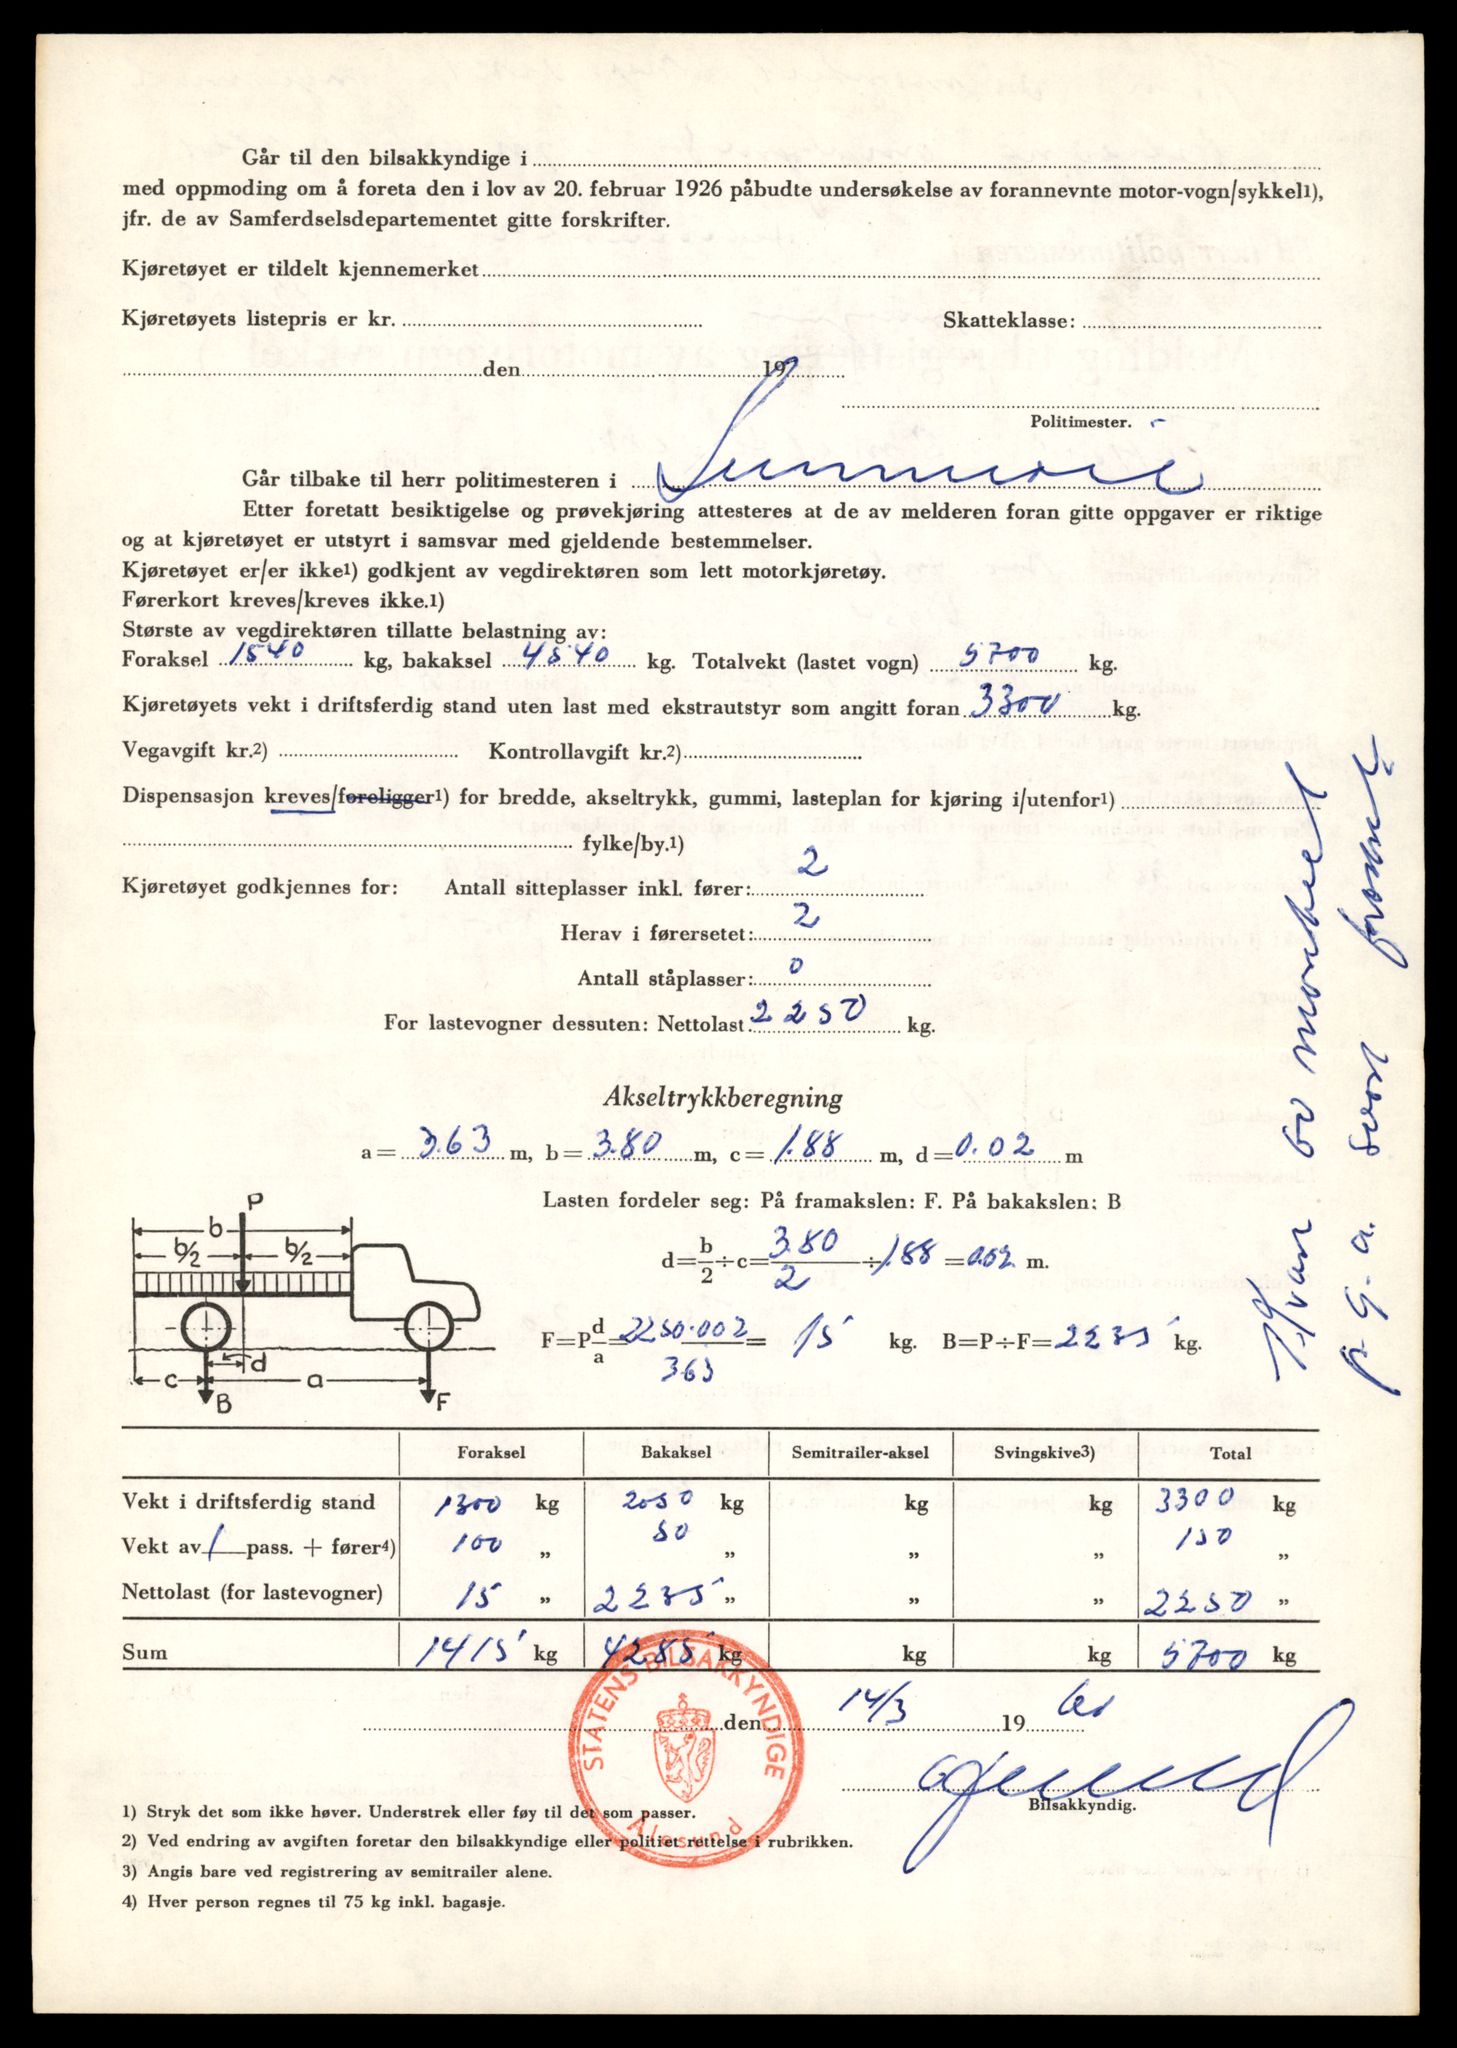 Går til den bilsakkyndige i
med oppmoding om å foreta den i lov av 20. februar 1926 påbudte undersøkelse av forannevnte motor-vogn/sykkel1),
jfr. de av Samferdselsdepartementet gitte forskrifter.
Kjøretøyet er tildelt kjennemerket
Kjøretøyets listepris er kr. Skatteklasse:
den 19
Politimester.
Går tilbake til herr politimesteren i Sunnmøre
Etter foretatt besiktigelse og prøvekjøring attesteres at de av melderen foran gitte oppgaver er riktige
og at kjøretøyet er utstyrt i samsvar med gjeldende bestemmelser.
Kjøretøyet er/er ikke1) godkjent av vegdirektøren som lett motorkjøretøy.
Førerkort kreves/kreves ikke.1)
Største av vegdirektøren tillatte belastning av:
Foraksel 1540 kg, bakaksel 4540 kg. Totalvekt (lastet vogn) 5700 kg.
Kjøretøyets vekt i driftsferdig stand uten last med ekstrautstyr som angitt foran 3300 kg.
Vegavgift kr.2) Kontrollavgift kr.2)
Dispensasjon kreves/foreligger1) for bredde, akseltrykk, gummi, lasteplan for kjøring i/utenfor1)
fylke/by.1)
Kjøretøyet godkjennes for: Antall sitteplasser inkl. fører: 2
Herav i førersetet: 2
Antall ståplasser: 0
For lastevogner dessuten: Nettolast 2250 kg.
Akseltrykkberegning
a= 3.63 m, b= 3.80 m, c= 1.88 m, d= 0.02 m
Lasten fordeler seg: På framakslen: F. På bakakslen: B
P
b
b/2 b/2
d= b/2 ÷ c= 3.80/2 ÷ 1.88 = 0.02 m.
F=P d/a = 2250·002/363 = 15 kg. B=P÷F= 2235 kg.
d
c a
B F
Foraksel Bakaksel Semitrailer-aksel Svingskive3) Total
Vekt i driftsferdig stand 1300 kg 2050 kg kg kg 3300 kg
Vekt av 1 pass. + fører4) 100 „ 50 „ „ „ 150 „
Nettolast (for lastevogner) 15 „ 2235 „ „ „ 2250 „
Sum 1415 kg 4285 kg kg kg 5700 kg
den 14/3 19
STATENS BILSAKKYNDIGE
Ålesund
Bilsakkyndig.
1) Stryk det som ikke høver. Understrek eller føy til det som passer.
2) Ved endring av avgiften foretar den bilsakkyndige eller politiet rettelse i rubrikken.
3) Angis bare ved registrering av semitrailer alene.
4) Hver person regnes til 75 kg inkl. bagasje.
p. g. a. svart